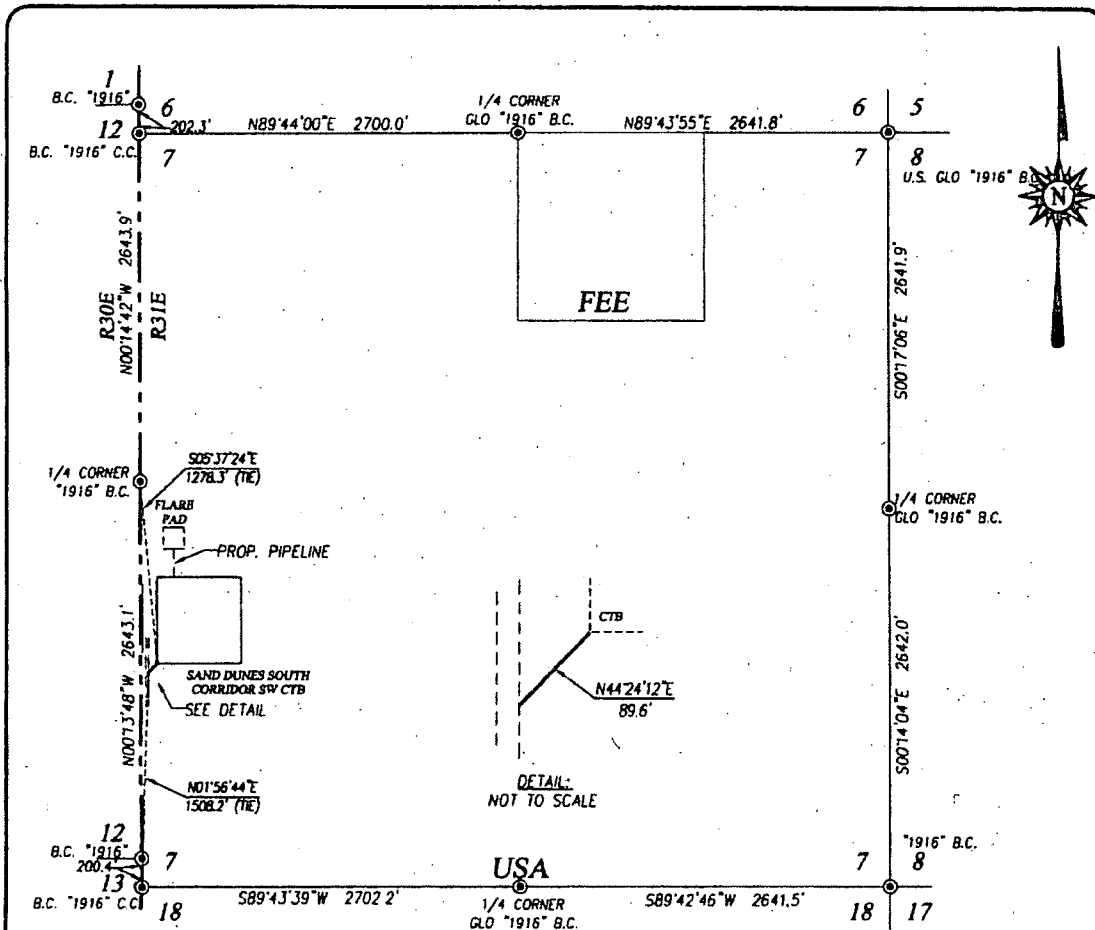 1
B.C. "1916"
6
1/4 CORNER
GLO "1916" B.C.
6
5
12
202.3'
N89°44'00"E 2700.0'
N89°43'55"E 2641.8'
B.C. "1916" C.C.
7
7
8
U.S. GLO "1916" B.C.
N
N00°14'42"W 2643.9'
R30E
R31E
FEE
S00°17'06"E 2641.9'
1/4 CORNER
"1916" B.C.
S05°37'24"E
1278.3' (TIE)
FLARE
PAD
PROP. PIPELINE
1/4 CORNER
GLO "1916" B.C.
N00°13'48"W 2643.1'
SAND DUNES SOUTH
CORRIDOR SW CTB
SEE DETAIL
CTB
N44°24'12"E
89.6'
S00°14'04"E 2642.0'
N01°56'44"E
1508.2' (TIE)
DETAIL:
NOT TO SCALE
12
B.C. "1916"
7
200.4'
USA
7
8
"1916" B.C.
13
B.C. "1916" C.C.
18
S89°43'39"W 2702.2'
1/4 CORNER
GLO "1916" B.C.
S89°42'46"W 2641.5'
18
17